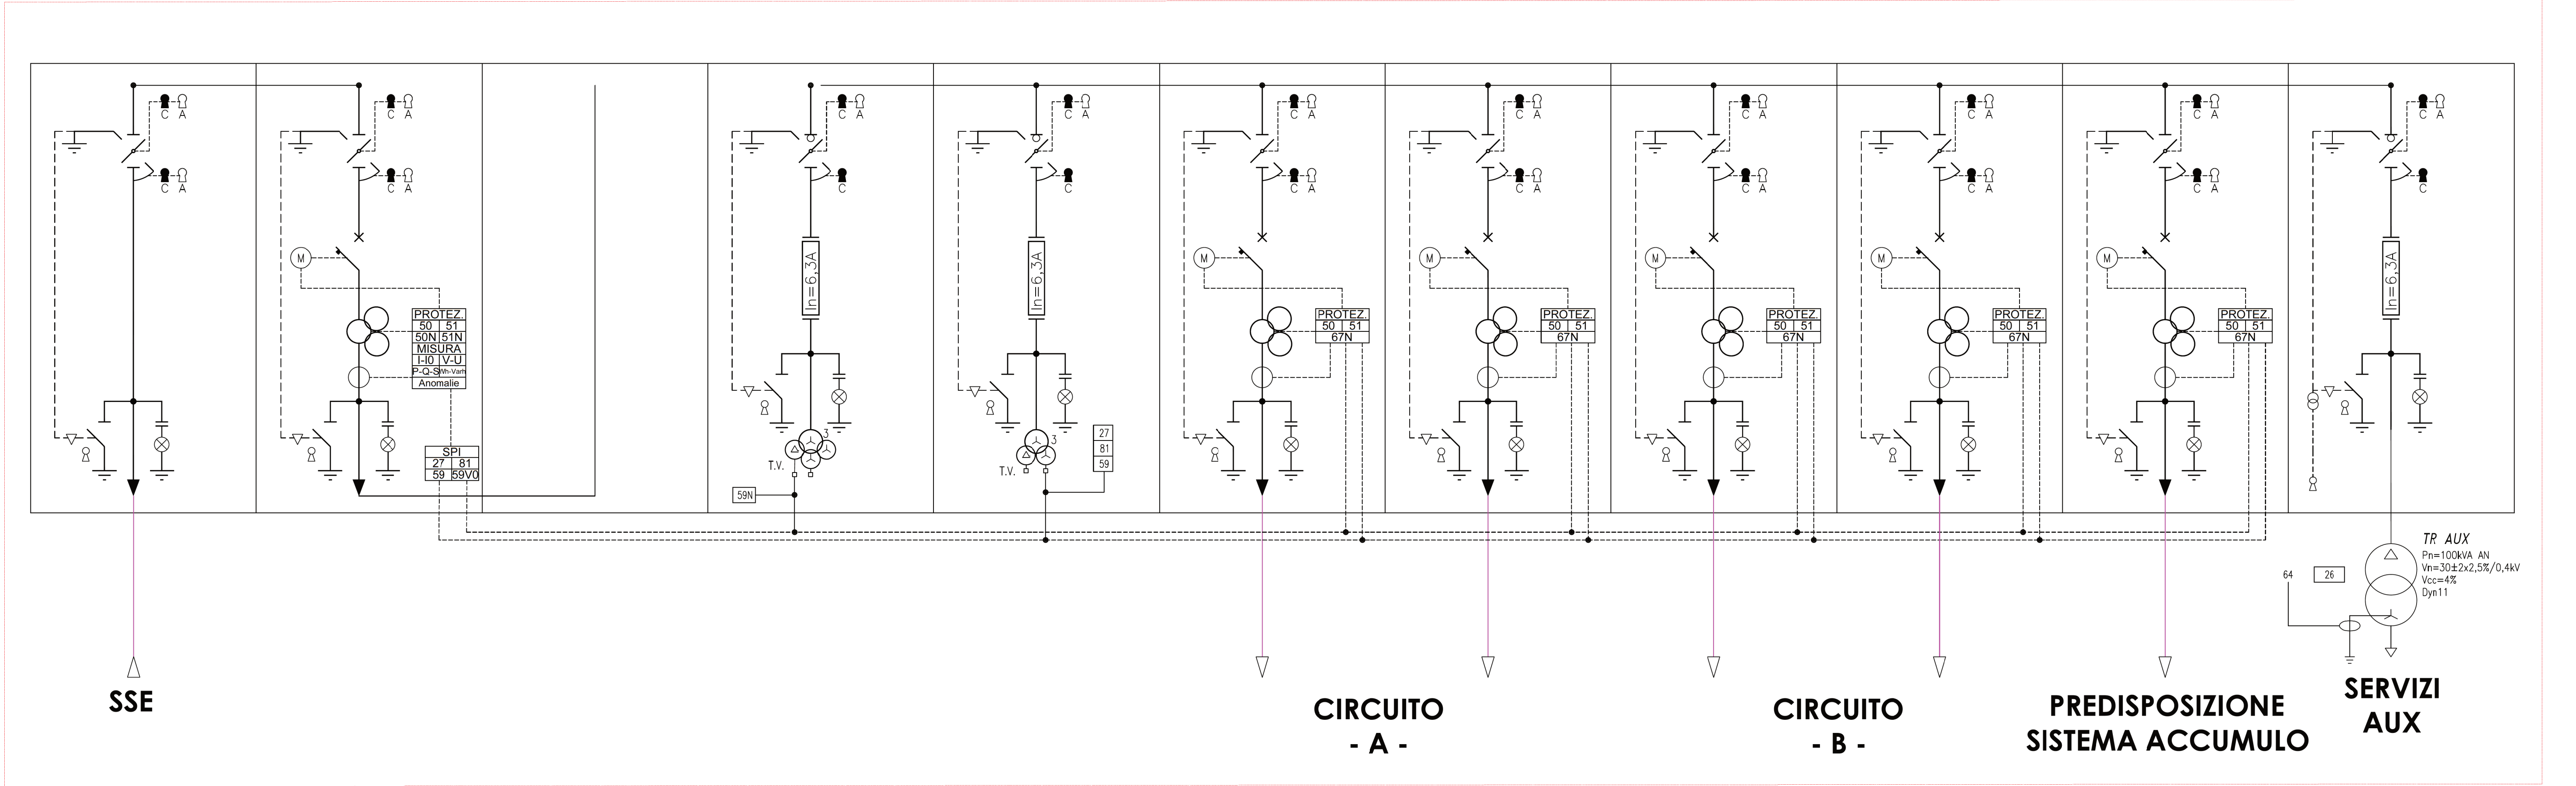 C A
C A
C A
C A
C A
C A
C A
C A
C A
C A
C A
C A
C
C
C A
C A
C A
C A
C A
C
M
M
M
M
M
M
In=6,3A
In=6,3A
In=6,3A
PROTEZ.
50 51
50N 51N
MISURA
I-I0 V-U
P-Q-S Wh-Varh
Anomalie
PROTEZ.
50 51
67N
PROTEZ.
50 51
67N
PROTEZ.
50 51
67N
PROTEZ.
50 51
67N
PROTEZ.
50 51
67N
SPI
27 81
59 59V0
3
T.V.
59N
3
T.V.
27
81
59
TR AUX
Pn=100kVA AN
Vn=30±2x2,5%/0,4kV
Vcc=4%
Dyn11
64
26
SSE
CIRCUITO
- A -
CIRCUITO
- B -
PREDISPOSIZIONE
SISTEMA ACCUMULO
SERVIZI
AUX